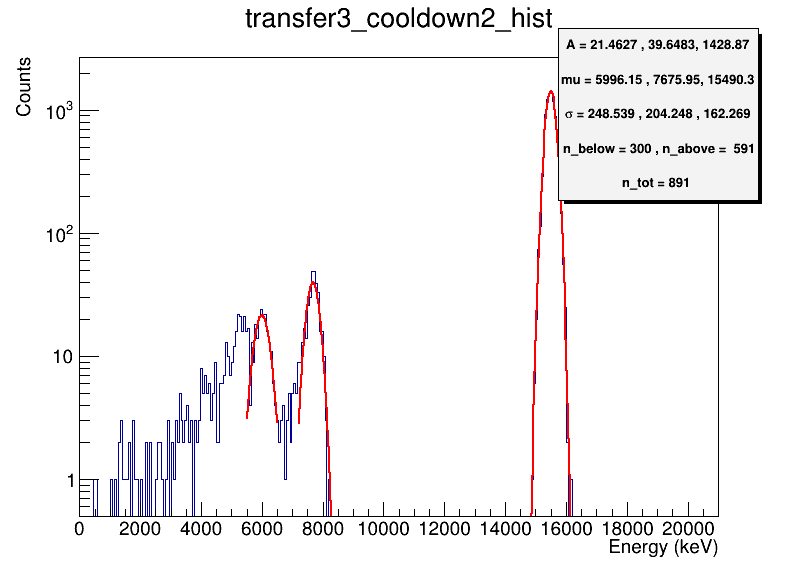 transfer3_cooldown2_hist
A = 21.4627 , 39.6483, 1428.87
mu = 5996.15 , 7675.95, 15490.3
σ = 248.539 , 204.248 , 162.269
n_below = 300 , n_above =  591
n_tot = 891
Counts
10³
10²
10
1
0 2000 4000 6000 8000 10000 12000 14000 16000 18000 20000
Energy (keV)